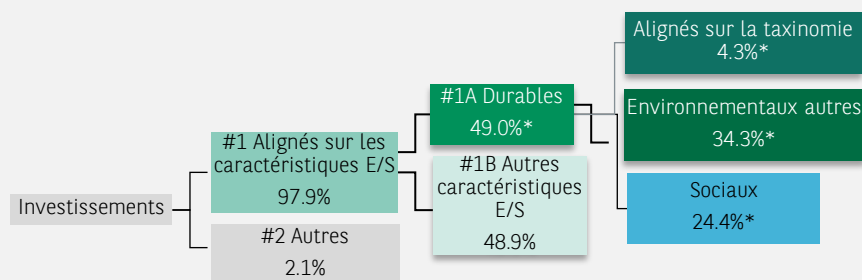 Investissements
#1 Alignés sur les
caractéristiques E/S
97.9%
#2 Autres
2.1%
#1A Durables
49.0%*
#1B Autres
caractéristiques
E/S
48.9%
Alignés sur la taxinomie
4.3%*
Environnementaux autres
34.3%*
Sociaux
24.4%*